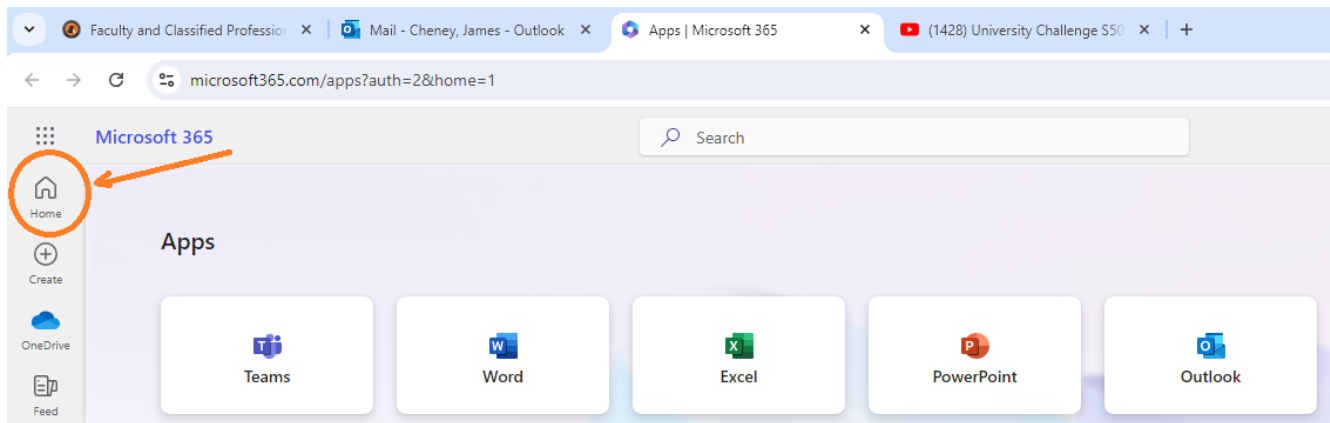 Faculty and Classified Professior
Mail - Cheney, James - Outlook
Apps | Microsoft 365
(1428) University Challenge S50
microsoft365.com/apps?auth=2&home=1
Microsoft 365
Search
Home
Apps
Create
OneDrive
Feed
Teams
Word
Excel
PowerPoint
Outlook